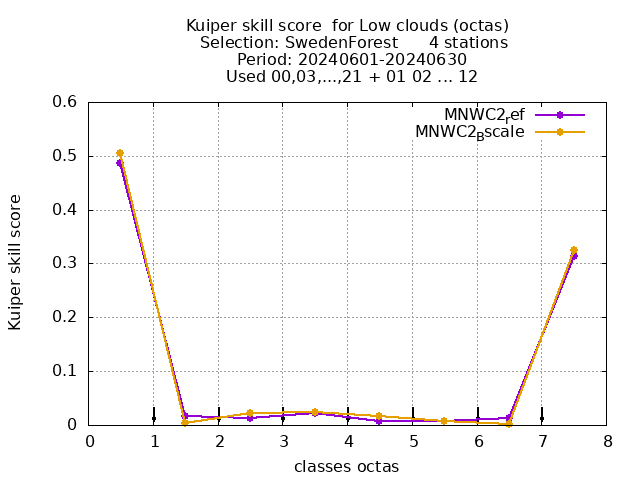 Kuiper skill score  for Low clouds (octas)
Selection: SwedenForest      4 stations
Period: 20240601-20240630
Used 00,03,...,21 + 01 02 ... 12
MNWC2ref
MNWC2Bscale
0.6
0.5
0.4
0.3
0.2
0.1
0
Kuiper skill score
0 1 2 3 4 5 6 7 8
classes octas